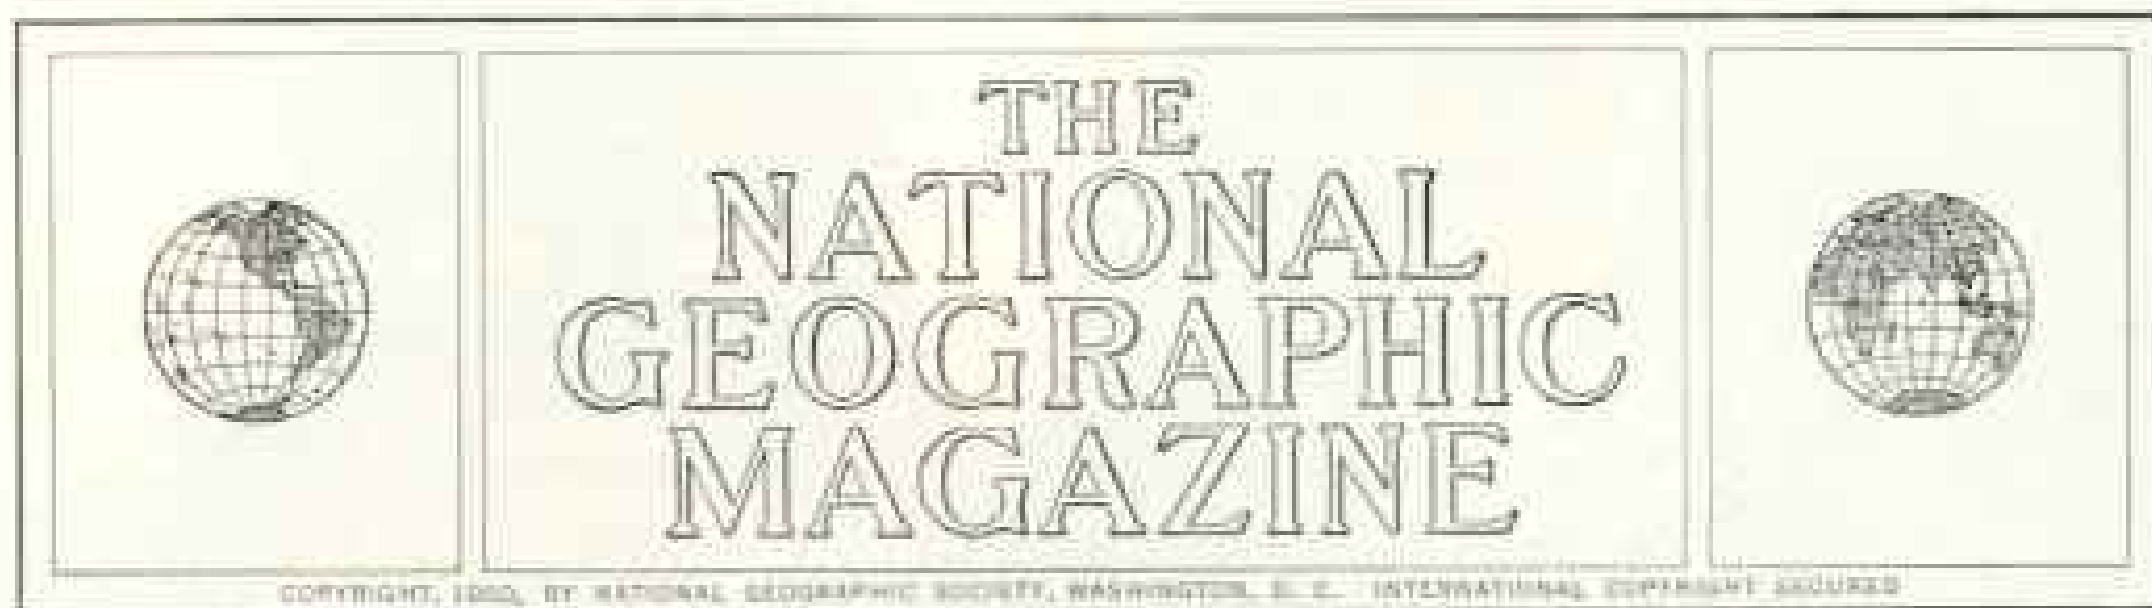 THE
NATIONAL
GEOGRAPHIC
MAGAZINE
COPYRIGHT, BY NATIONAL GEOGRAPHIC SOCIETY, WASHINGTON, D. C. INTERNATIONAL COPYRIGHT SECURED